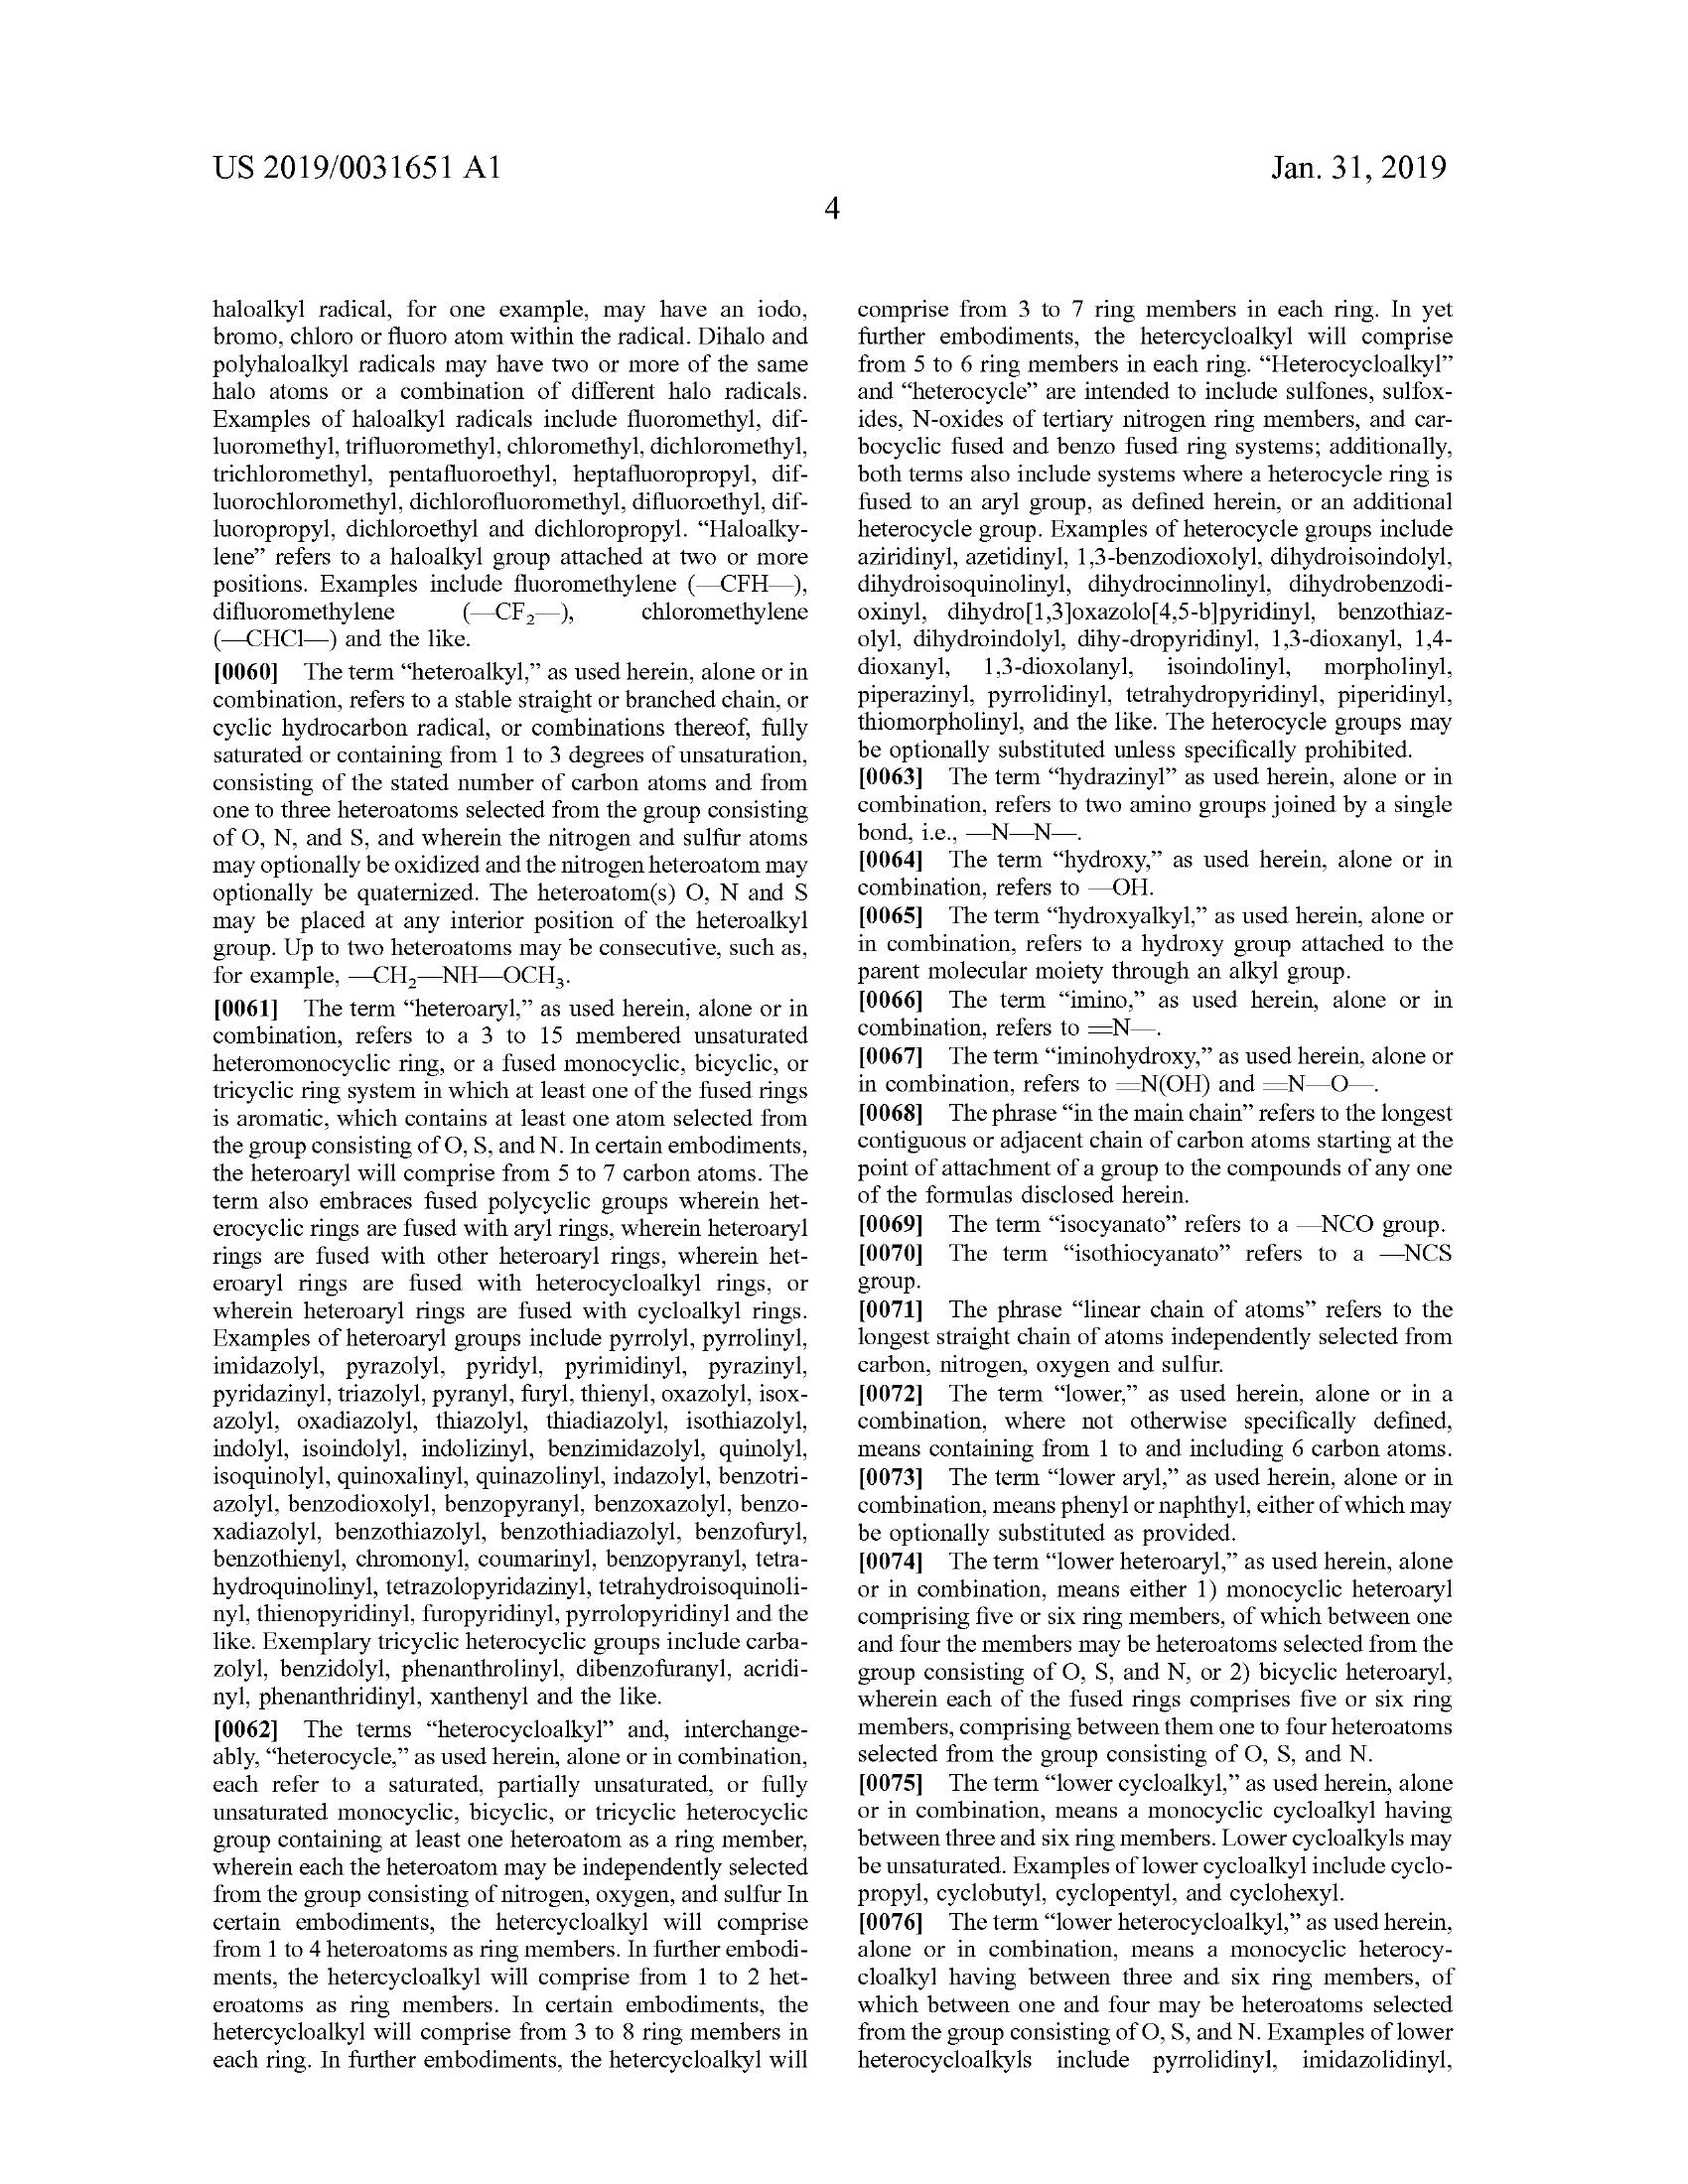 US 2019/0031651 A1
Jan. 31, 2019
4
haloalkyl radical, for one example, may have an iodo,
bromo, chloro or fluoro atom within the radical. Dihalo and
polyhaloalkyl radicals may have two or more of the same
halo atoms or a combination of different halo radicals.
Examples of haloalkyl radicals include fluoromethyl, dif-
luoromethyl, trifluoromethyl, chloromethyl, dichloromethyl,
trichloromethyl, pentafluoroethyl, heptafluoropropyl, dif-
luorochloromethyl, dichlorofluoromethyl, difluoroethyl, dif-
luoropropyl, dichloroethyl and dichloropropyl. “Haloalky-
lene” refers to a haloalkyl group attached at two or more
positions. Examples include fluoromethylene (—CFH—),
difluoromethylene (—CF₂—), chloromethylene
(—CHCl—) and the like.
[0060] The term “heteroalkyl,” as used herein, alone or in
combination, refers to a stable straight or branched chain, or
cyclic hydrocarbon radical, or combinations thereof, fully
saturated or containing from 1 to 3 degrees of unsaturation,
consisting of the stated number of carbon atoms and from
one to three heteroatoms selected from the group consisting
of O, N, and S, and wherein the nitrogen and sulfur atoms
may optionally be oxidized and the nitrogen heteroatom may
optionally be quaternized. The heteroatom(s) O, N and S
may be placed at any interior position of the heteroalkyl
group. Up to two heteroatoms may be consecutive, such as,
for example, —CH₂—NH—OCH₃.
[0061] The term “heteroaryl,” as used herein, alone or in
combination, refers to a 3 to 15 membered unsaturated
heteromonocyclic ring, or a fused monocyclic, bicyclic, or
tricyclic ring system in which at least one of the fused rings
is aromatic, which contains at least one atom selected from
the group consisting of O, S, and N. In certain embodiments,
the heteroaryl will comprise from 5 to 7 carbon atoms. The
term also embraces fused polycyclic groups wherein het-
erocyclic rings are fused with aryl rings, wherein heteroaryl
rings are fused with other heteroaryl rings, wherein het-
eroaryl rings are fused with heterocycloalkyl rings, or
wherein heteroaryl rings are fused with cycloalkyl rings.
Examples of heteroaryl groups include pyrrolyl, pyrrolinyl,
imidazolyl, pyrazolyl, pyridyl, pyrimidinyl, pyrazinyl,
pyridazinyl, triazolyl, pyranyl, furyl, thienyl, oxazolyl, isox-
azolyl, oxadiazolyl, thiazolyl, thiadiazolyl, isothiazolyl,
indolyl, isoindolyl, indolizinyl, benzimidazolyl, quinolyl,
isoquinolyl, quinoxalinyl, quinazolinyl, indazolyl, benzotri-
azolyl, benzodioxolyl, benzopyranyl, benzoxazolyl, benzo-
xadiazolyl, benzothiazolyl, benzothiadiazolyl, benzofuryl,
benzothienyl, chromonyl, coumarinyl, benzopyranyl, tetra-
hydroquinolinyl, tetrazolopyridazinyl, tetrahydroisoquinoli-
nyl, thienopyridinyl, furopyridinyl, pyrrolopyridinyl and the
like. Exemplary tricyclic heterocyclic groups include carba-
zolyl, benzidolyl, phenanthrolinyl, dibenzofuranyl, acridi-
nyl, phenanthridinyl, xanthenyl and the like.
[0062] The terms “heterocycloalkyl” and, interchange-
ably, “heterocycle,” as used herein, alone or in combination,
each refer to a saturated, partially unsaturated, or fully
unsaturated monocyclic, bicyclic, or tricyclic heterocyclic
group containing at least one heteroatom as a ring member,
wherein each the heteroatom may be independently selected
from the group consisting of nitrogen, oxygen, and sulfur In
certain embodiments, the hetercycloalkyl will comprise
from 1 to 4 heteroatoms as ring members. In further embodi-
ments, the hetercycloalkyl will comprise from 1 to 2 het-
eroatoms as ring members. In certain embodiments, the
hetercycloalkyl will comprise from 3 to 8 ring members in
each ring. In further embodiments, the hetercycloalkyl will
comprise from 3 to 7 ring members in each ring. In yet
further embodiments, the hetercycloalkyl will comprise
from 5 to 6 ring members in each ring. “Heterocycloalkyl”
and “heterocycle” are intended to include sulfones, sulfox-
ides, N-oxides of tertiary nitrogen ring members, and car-
bocyclic fused and benzo fused ring systems; additionally,
both terms also include systems where a heterocycle ring is
fused to an aryl group, as defined herein, or an additional
heterocycle group. Examples of heterocycle groups include
aziridinyl, azetidinyl, 1,3-benzodioxolyl, dihydroisoindolyl,
dihydroisoquinolinyl, dihydrocinnolinyl, dihydrobenzodi-
oxinyl, dihydro[1,3]oxazolo[4,5-b]pyridinyl, benzothiaz-
olyl, dihydroindolyl, dihy-dropyridinyl, 1,3-dioxanyl, 1,4-
dioxanyl, 1,3-dioxolanyl, isoindolinyl, morpholinyl,
piperazinyl, pyrrolidinyl, tetrahydropyridinyl, piperidinyl,
thiomorpholinyl, and the like. The heterocycle groups may
be optionally substituted unless specifically prohibited.
[0063] The term “hydrazinyl” as used herein, alone or in
combination, refers to two amino groups joined by a single
bond, i.e., —N—N—.
[0064] The term “hydroxy,” as used herein, alone or in
combination, refers to —OH.
[0065] The term “hydroxyalkyl,” as used herein, alone or
in combination, refers to a hydroxy group attached to the
parent molecular moiety through an alkyl group.
[0066] The term “imino,” as used herein, alone or in
combination, refers to ═N—.
[0067] The term “iminohydroxy,” as used herein, alone or
in combination, refers to ═N(OH) and ═N—O—.
[0068] The phrase “in the main chain” refers to the longest
contiguous or adjacent chain of carbon atoms starting at the
point of attachment of a group to the compounds of any one
of the formulas disclosed herein.
[0069] The term “isocyanato” refers to a —NCO group.
[0070] The term “isothiocyanato” refers to a —NCS
group.
[0071] The phrase “linear chain of atoms” refers to the
longest straight chain of atoms independently selected from
carbon, nitrogen, oxygen and sulfur.
[0072] The term “lower,” as used herein, alone or in a
combination, where not otherwise specifically defined,
means containing from 1 to and including 6 carbon atoms.
[0073] The term “lower aryl,” as used herein, alone or in
combination, means phenyl or naphthyl, either of which may
be optionally substituted as provided.
[0074] The term “lower heteroaryl,” as used herein, alone
or in combination, means either 1) monocyclic heteroaryl
comprising five or six ring members, of which between one
and four the members may be heteroatoms selected from the
group consisting of O, S, and N, or 2) bicyclic heteroaryl,
wherein each of the fused rings comprises five or six ring
members, comprising between them one to four heteroatoms
selected from the group consisting of O, S, and N.
[0075] The term “lower cycloalkyl,” as used herein, alone
or in combination, means a monocyclic cycloalkyl having
between three and six ring members. Lower cycloalkyls may
be unsaturated. Examples of lower cycloalkyl include cyclo-
propyl, cyclobutyl, cyclopentyl, and cyclohexyl.
[0076] The term “lower heterocycloalkyl,” as used herein,
alone or in combination, means a monocyclic heterocy-
cloalkyl having between three and six ring members, of
which between one and four may be heteroatoms selected
from the group consisting of O, S, and N. Examples of lower
heterocycloalkyls include pyrrolidinyl, imidazolidinyl,